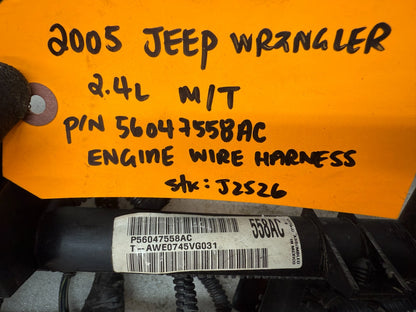 2005 JEEP WRANGLER
2.4L M/T
P/N 56047558AC
ENGINE WIRE HARNESS
stk: J2526
558AC
P56047558AC
T--AWE0745VG031